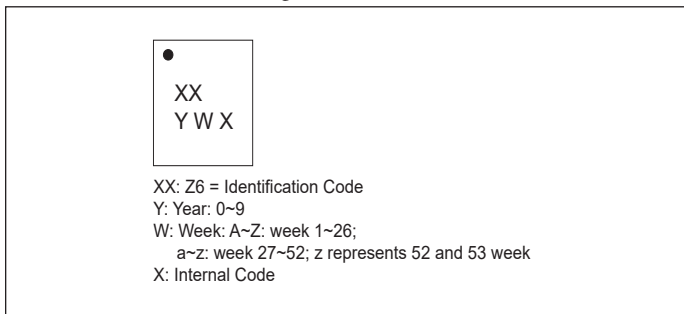 XX
Y W X
XX: Z6 = Identification Code
Y: Year: 0~9
W: Week: A~Z: week 1~26;
a~z: week 27~52; z represents 52 and 53 week
X: Internal Code